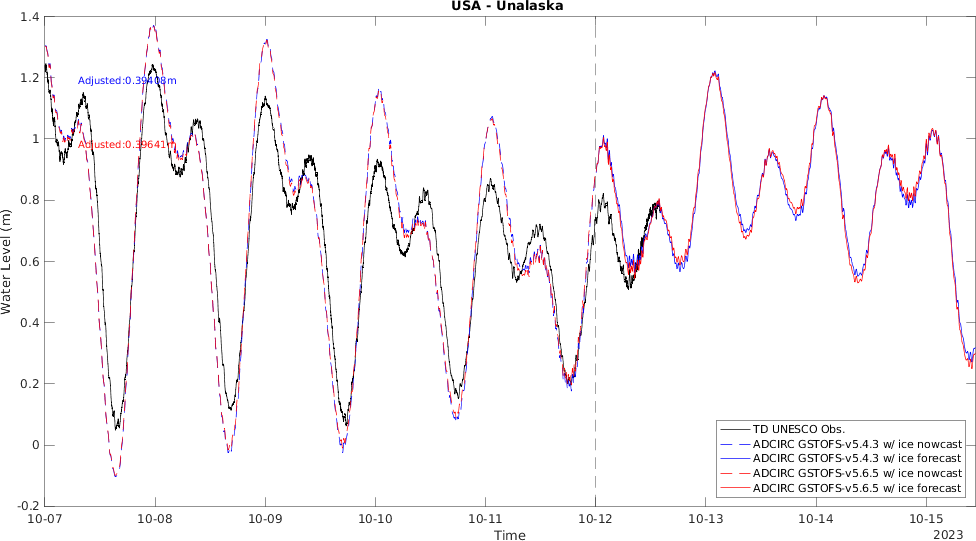 USA - Unalaska
1.4
1.2
1
0.8
0.6
0.4
0.2
0
-0.2
Water Level (m)
Adjusted:0.39408m
Adjusted:0.39641m
TD UNESCO Obs.
ADCIRC GSTOFS-v5.4.3 w/ ice nowcast
ADCIRC GSTOFS-v5.4.3 w/ ice forecast
ADCIRC GSTOFS-v5.6.5 w/ ice nowcast
ADCIRC GSTOFS-v5.6.5 w/ ice forecast
10-07 10-08 10-09 10-10 10-11 10-12 10-13 10-14 10-15
Time
2023